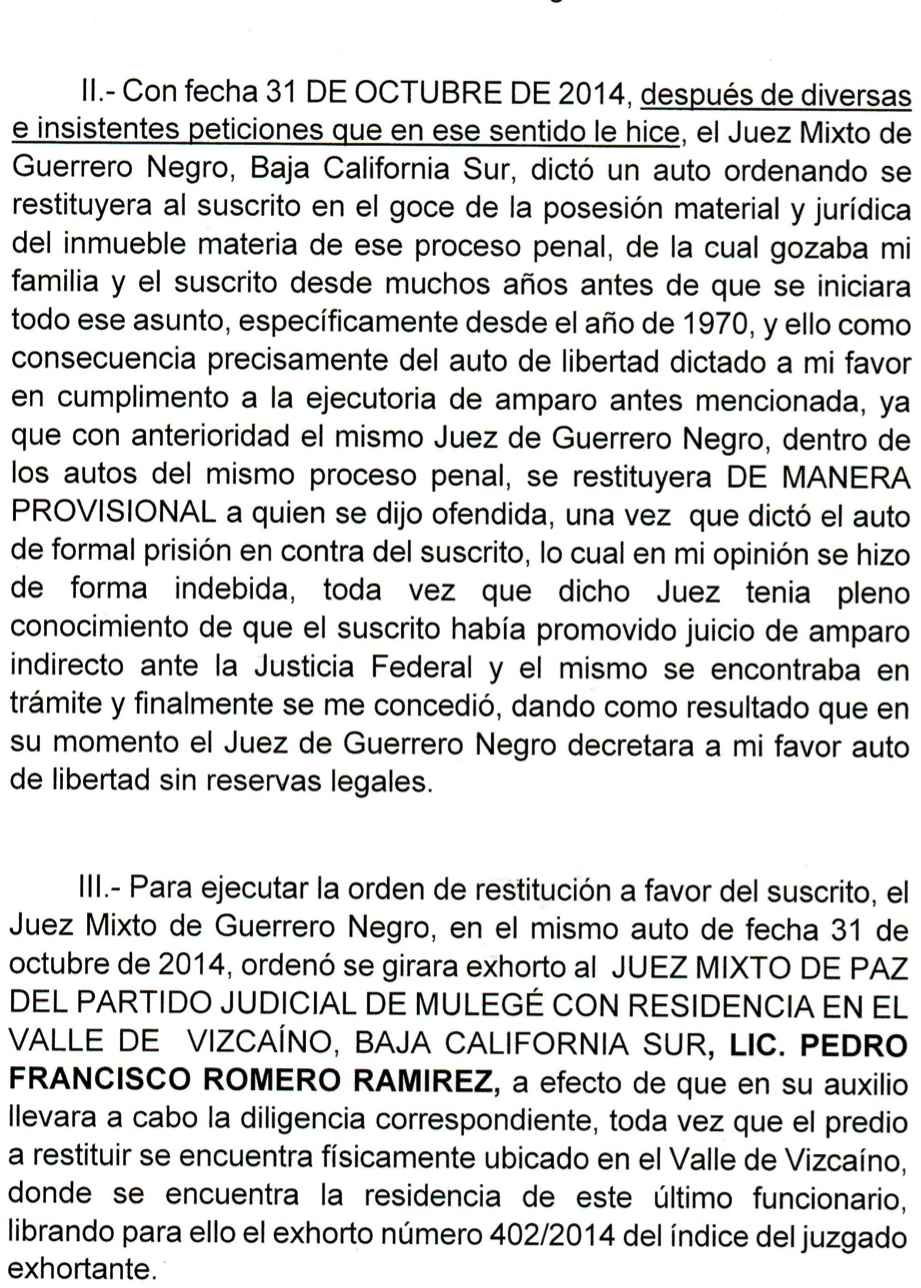 II.- Con fecha 31 DE OCTUBRE DE 2014, después de diversas
e insistentes peticiones que en ese sentido le hice, el Juez Mixto de
Guerrero Negro, Baja California Sur, dictó un auto ordenando se
restituyera al suscrito en el goce de la posesión material y jurídica
del inmueble materia de ese proceso penal, de la cual gozaba mi
familia y el suscrito desde muchos años antes de que se iniciara
todo ese asunto, específicamente desde el año de 1970, y ello como
consecuencia precisamente del auto de libertad dictado a mi favor
en cumplimento a la ejecutoria de amparo antes mencionada, ya
que con anterioridad el mismo Juez de Guerrero Negro, dentro de
los autos del mismo proceso penal, se restituyera DE MANERA
PROVISIONAL a quien se dijo ofendida, una vez que dictó el auto
de formal prisión en contra del suscrito, lo cual en mi opinión se hizo
de forma indebida, toda vez que dicho Juez tenia pleno
conocimiento de que el suscrito había promovido juicio de amparo
indirecto ante la Justicia Federal y el mismo se encontraba en
trámite y finalmente se me concedió, dando como resultado que en
su momento el Juez de Guerrero Negro decretara a mi favor auto
de libertad sin reservas legales.
III.- Para ejecutar la orden de restitución a favor del suscrito, el
Juez Mixto de Guerrero Negro, en el mismo auto de fecha 31 de
octubre de 2014, ordenó se girara exhorto al JUEZ MIXTO DE PAZ
DEL PARTIDO JUDICIAL DE MULEGÉ CON RESIDENCIA EN EL
VALLE DE VIZCAÍNO, BAJA CALIFORNIA SUR, LIC. PEDRO
FRANCISCO ROMERO RAMIREZ, a efecto de que en su auxilio
llevara a cabo la diligencia correspondiente, toda vez que el predio
a restituir se encuentra físicamente ubicado en el Valle de Vizcaíno,
donde se encuentra la residencia de este último funcionario,
librando para ello el exhorto número 402/2014 del índice del juzgado
exhortante.